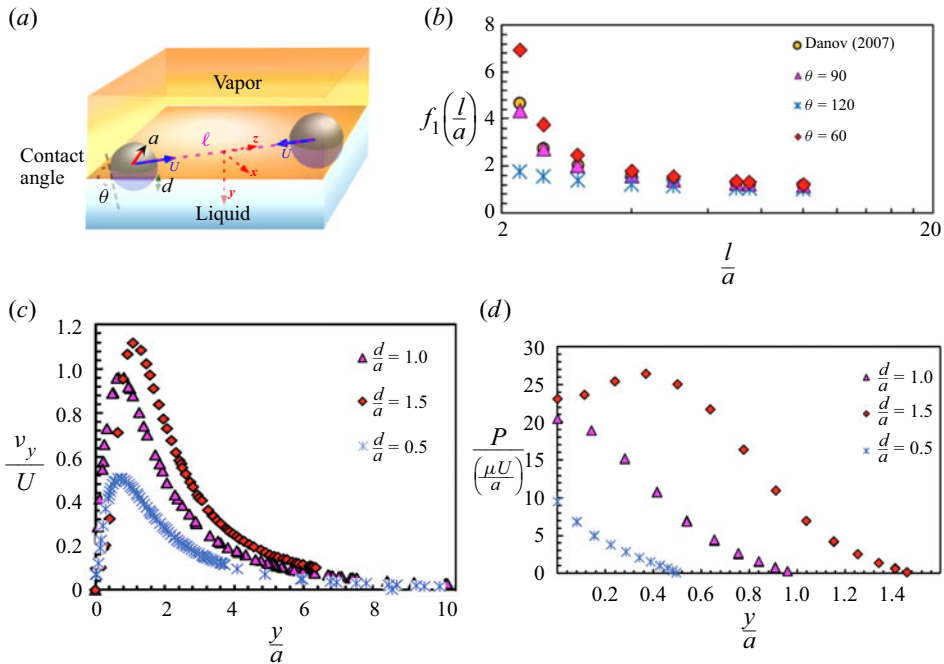 (a)
Vapor
a
ℓ
z
U
U
Contact
angle
x
θ
d
y
Liquid
(b)
8
6
4
2
0
f₁(l/a)
2
20
l/a
Danov (2007)
θ = 90
θ = 120
θ = 60
(c)
1.2
1.0
0.8
0.6
0.4
0.2
0
v_y/U
0
2
4
6
8
10
y/a
d/a = 1.0
d/a = 1.5
d/a = 0.5
(d)
30
25
20
15
10
5
0
P/(μU/a)
0.2
0.4
0.6
0.8
1.0
1.2
1.4
y/a
d/a = 1.0
d/a = 1.5
d/a = 0.5